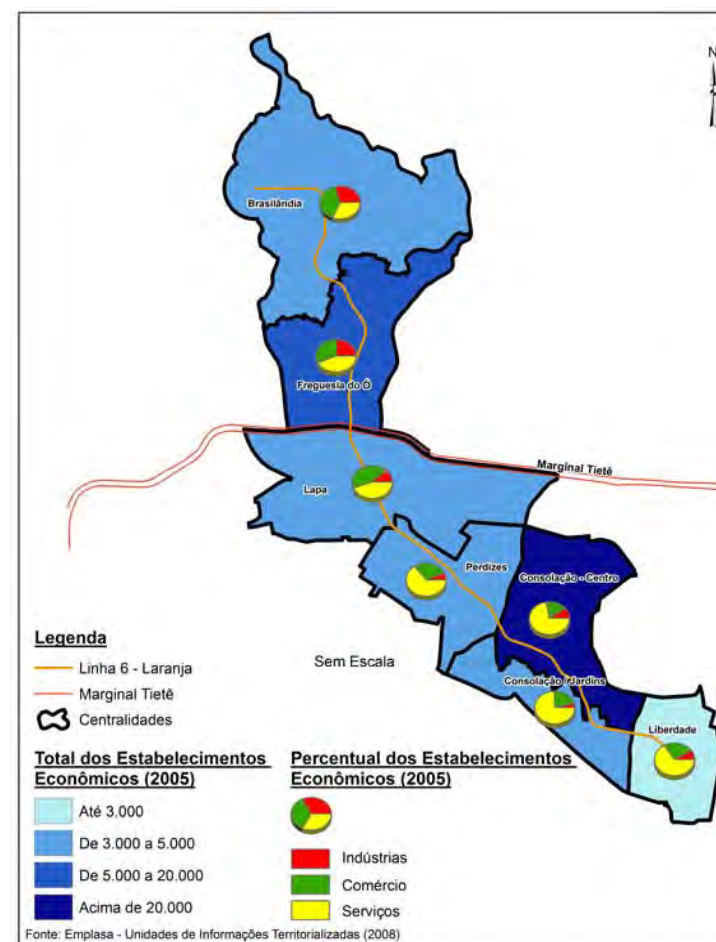 N
Brasilândia
Freguesia do Ó
Marginal Tietê
Lapa
Perdizes
Consolação - Centro
Sem Escala
Consolação /Jardins
Liberdade
Legenda
Linha 6 - Laranja
Marginal Tietê
Centralidades
Total dos Estabelecimentos
Econômicos (2005)
Até 3.000
De 3.000 a 5.000
De 5.000 a 20.000
Acima de 20.000
Percentual dos Estabelecimentos
Econômicos (2005)
Indústrias
Comércio
Serviços
Fonte: Emplasa - Unidades de Informações Territorializadas (2008)